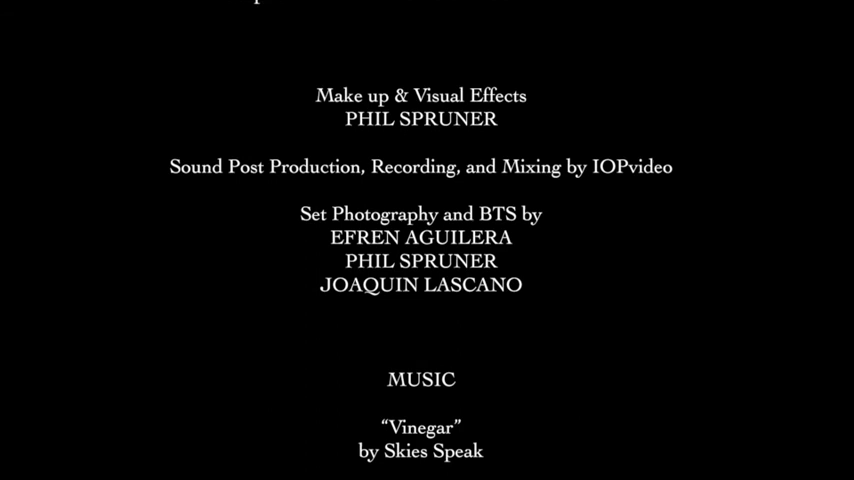 Make up & Visual Effects
PHIL SPRUNER
Sound Post Production, Recording, and Mixing by IOPvideo
Set Photography and BTS by
EFREN AGUILERA
PHIL SPRUNER
JOAQUIN LASCANO
MUSIC
“Vinegar”
by Skies Speak